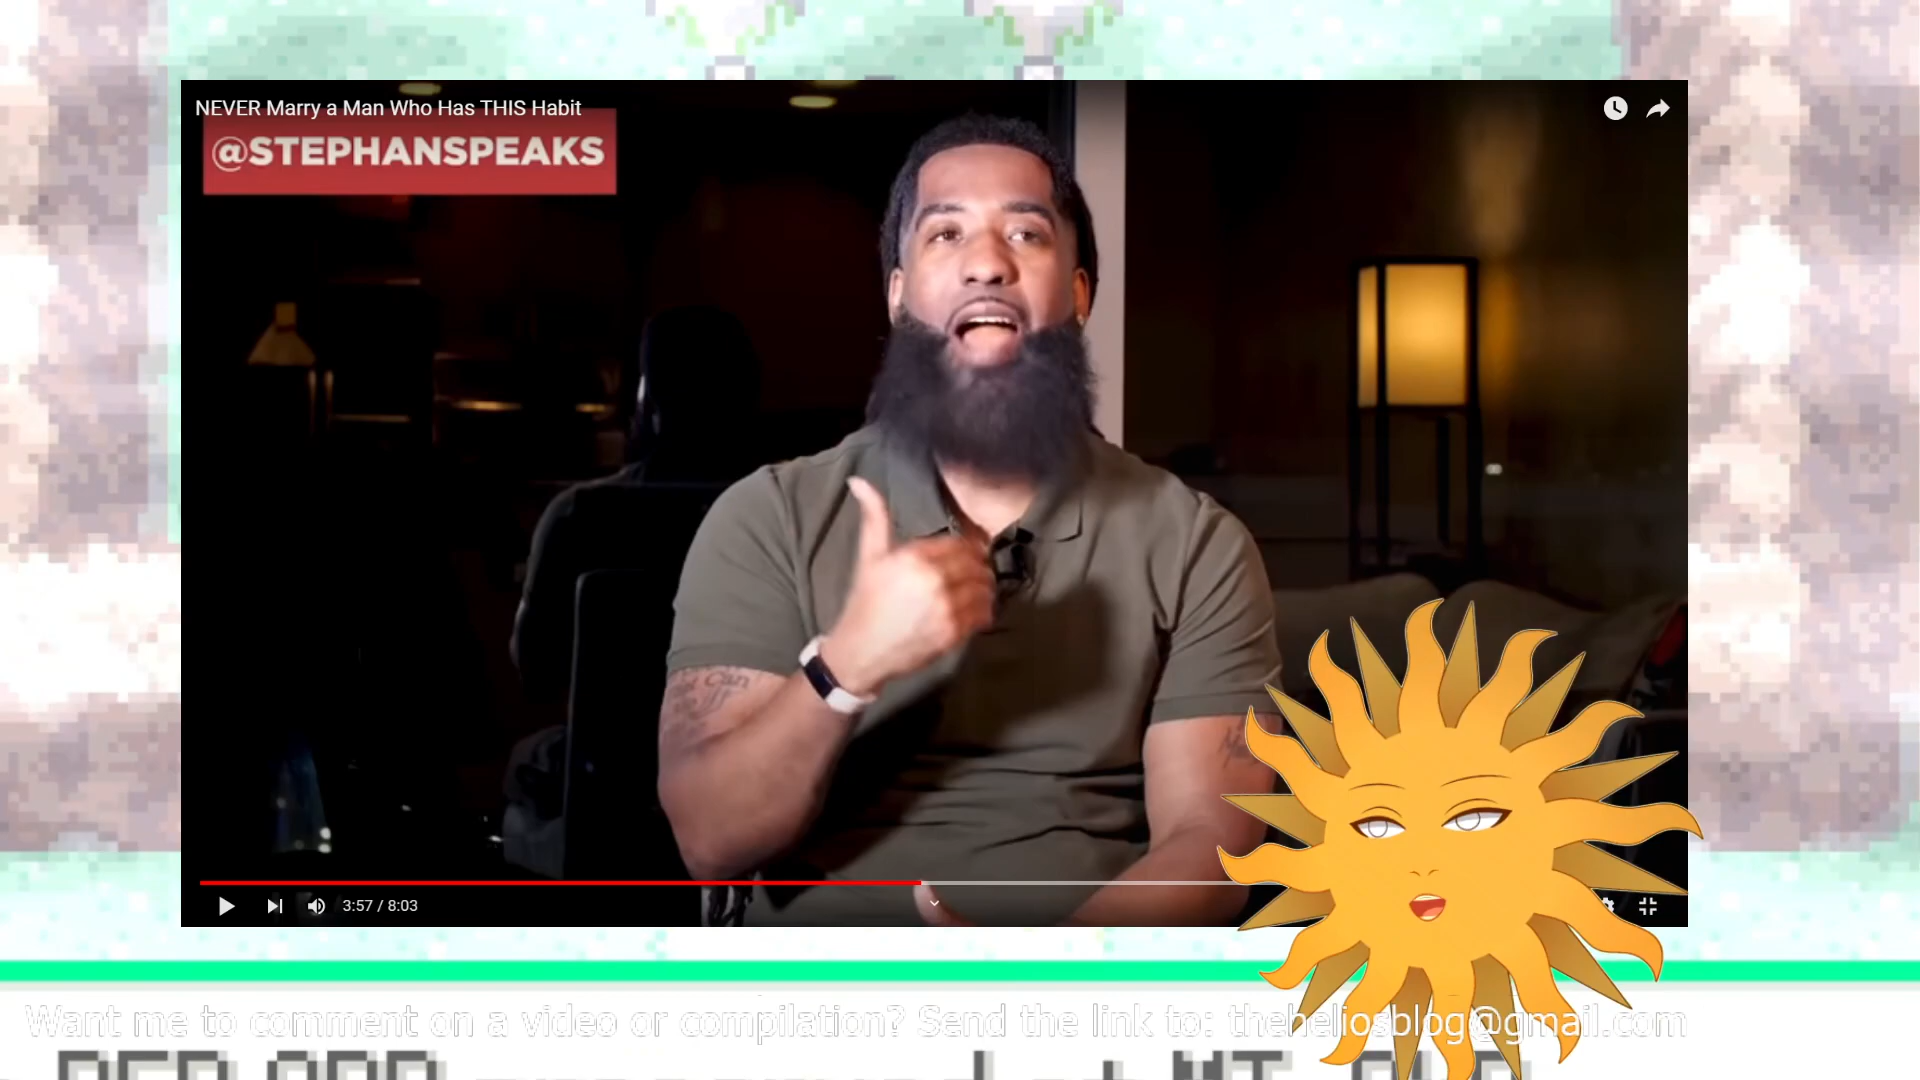 NEVER Marry a Man Who Has THIS Habit
@STEPHANSPEAKS
3:57 / 8:03
Want me to comment on a video or compilation? Send the link to: theheliosblog@gmail.com